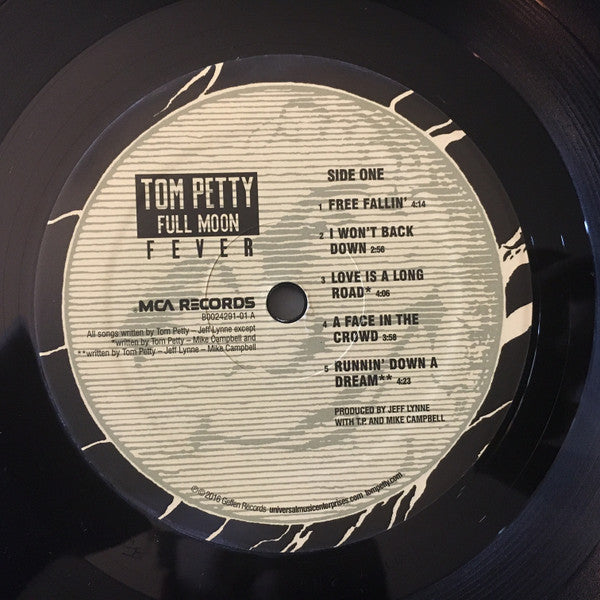 TOM PETTY
FULL MOON
FEVER
MCA RECORDS
B0024291-01 A
All songs written by Tom Petty – Jeff Lynne except
*written by Tom Petty – Mike Campbell and
**written by Tom Petty – Jeff Lynne – Mike Campbell
SIDE ONE
1 FREE FALLIN' 4:14
2 I WON'T BACK
DOWN 2:56
3 LOVE IS A LONG
ROAD* 4:06
4 A FACE IN THE
CROWD 3:58
5 RUNNIN' DOWN A
DREAM** 4:23
PRODUCED BY JEFF LYNNE
WITH T.P. AND MIKE CAMPBELL
℗© 2016 Geffen Records universalmusicenterprises.com tompetty.com